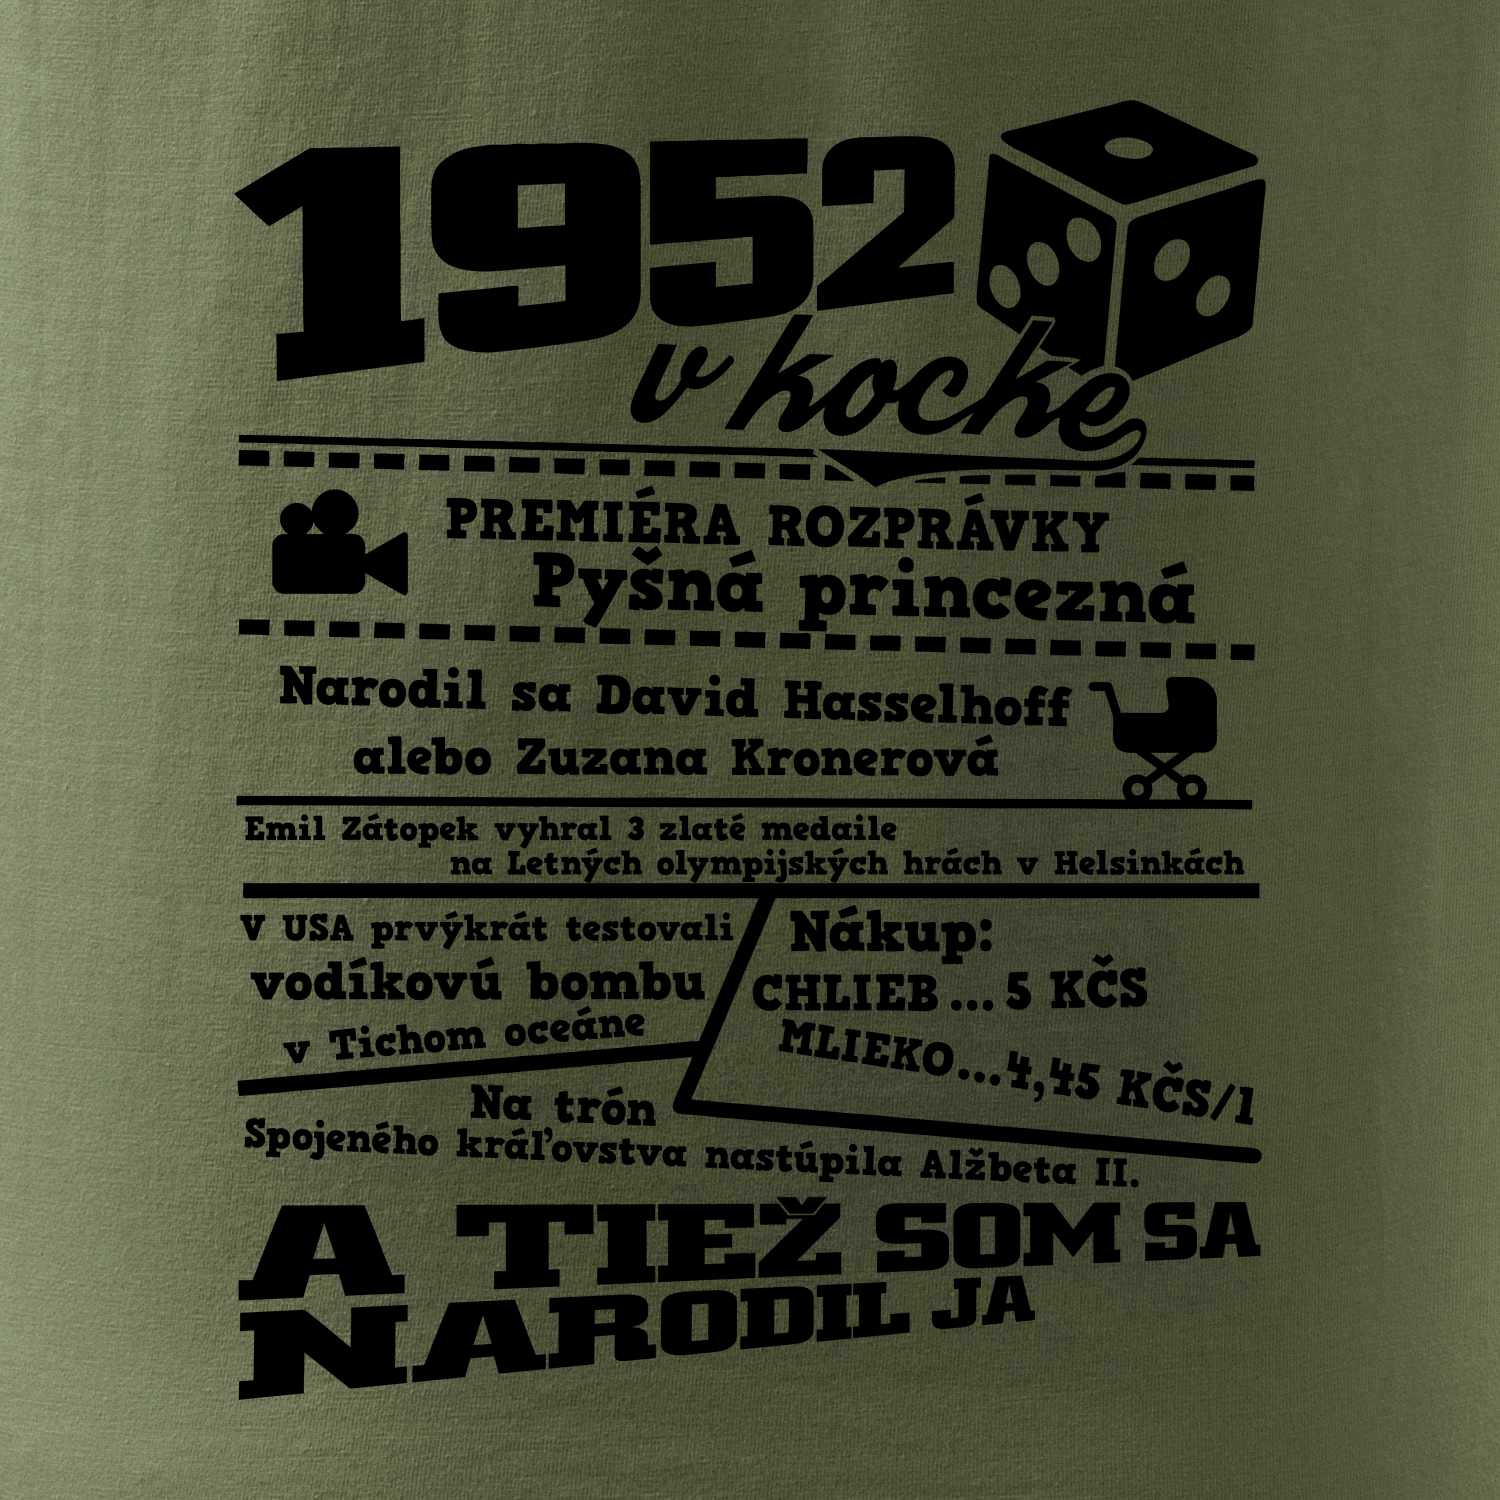 1952
v kocke
PREMIÉRA ROZPRÁVKY
Pyšná princezná
Narodil sa David Hasselhoff
alebo Zuzana Kronerová
Emil Zátopek vyhral 3 zlaté medaile
na Letných olympijských hrách v Helsinkách
V USA prvýkrát testovali
vodíkovú bombu
v Tichom oceáne
Nákup:
CHLIEB...5 KČS
MLIEKO...4,45 KČS/l
Na trón
Spojeného kráľovstva nastúpila Alžbeta II.
A TIEŽ SOM SA
NARODIL JA